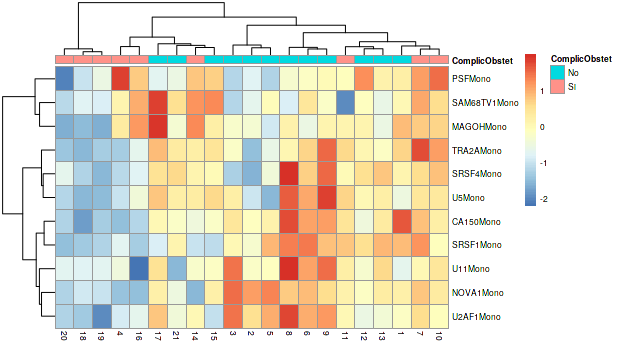 ComplicObstet
ComplicObstet
No
SI
PSFMono
SAM68TV1Mono
MAGOHMono
TRA2AMono
SRSF4Mono
U5Mono
CA150Mono
SRSF1Mono
U11Mono
NOVA1Mono
U2AF1Mono
1
0
-1
-2
20 18 19 4 16 17 21 14 15 3 2 5 8 6 9 11 12 13 1 7 10